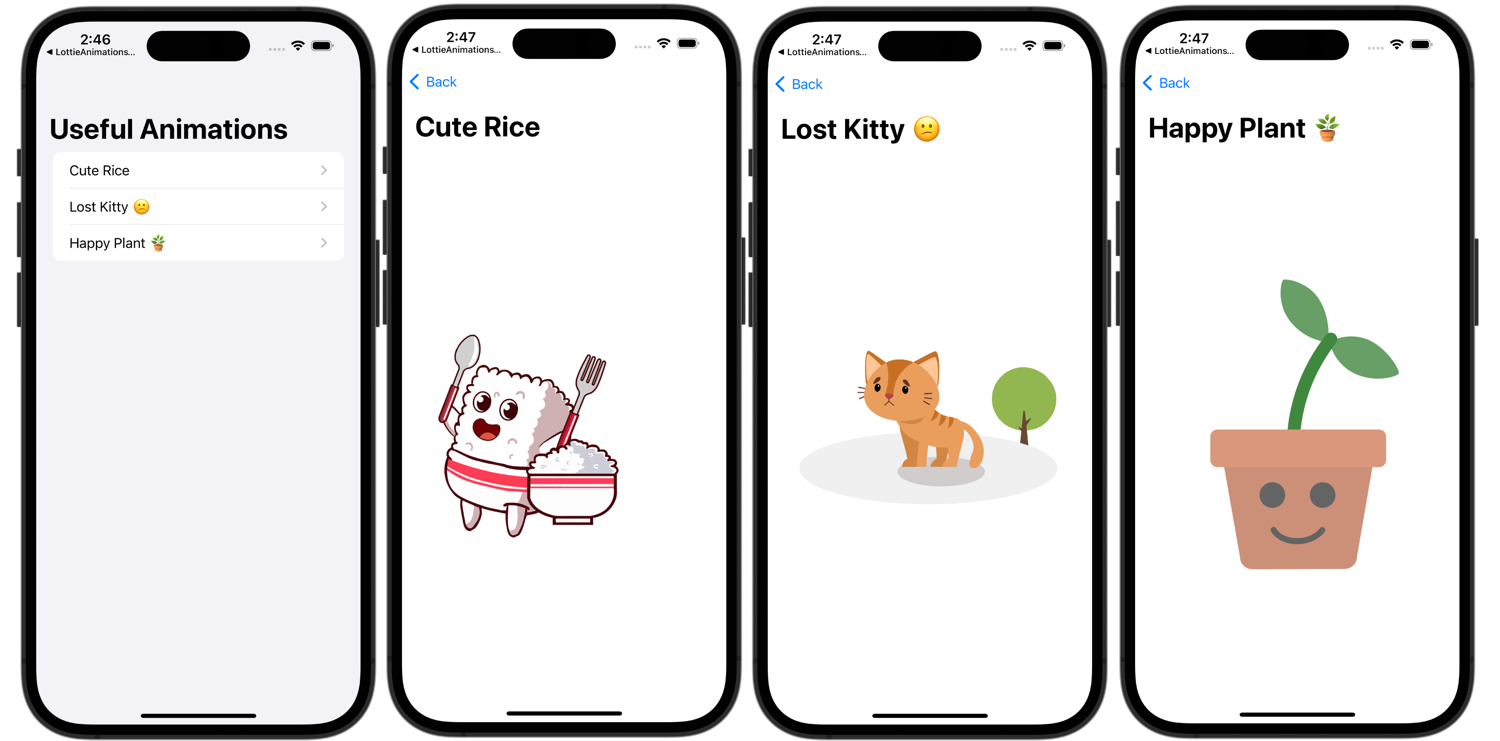 2:46
◀ LottieAnimations...
Useful Animations
Cute Rice
Lost Kitty 😕
Happy Plant 🪴
2:47
◀ LottieAnimations...
Back
Cute Rice
2:47
◀ LottieAnimations...
Back
Lost Kitty 😕
2:47
◀ LottieAnimations...
Back
Happy Plant 🪴